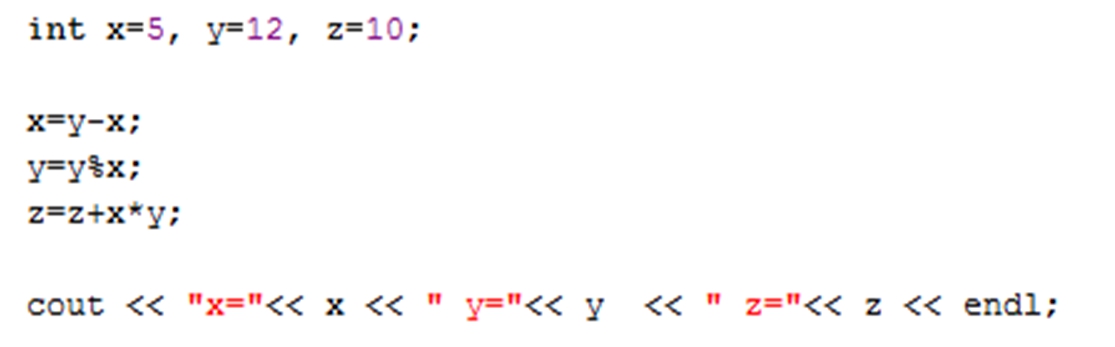 int x=5, y=12, z=10;
x=y-x;
y=y%x;
z=z+x*y;
cout << "x="<< x << " y="<< y  << " z="<< z << endl;